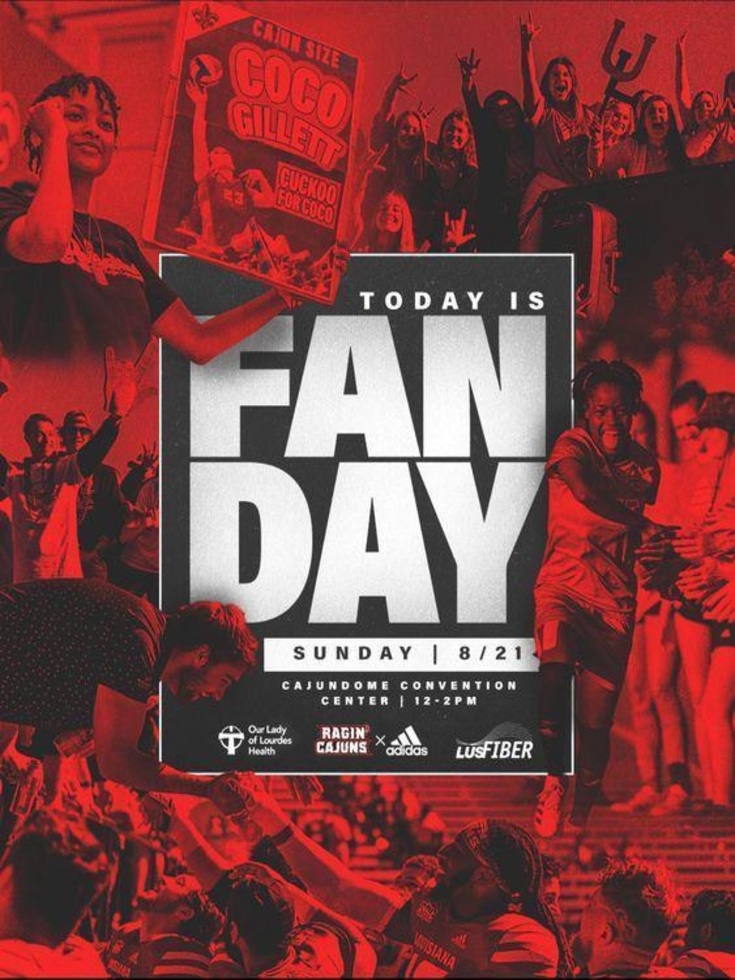 CAJUN SIZE
COCO
GILLETT
CUCKOO
FOR COCO
23
TODAY IS
FAN
DAY
SUNDAY | 8/21
CAJUNDOME CONVENTION
CENTER | 12-2PM
Our Lady
of Lourdes
Health
RAGIN'
CAJUNS
×
adidas
LUSFIBER